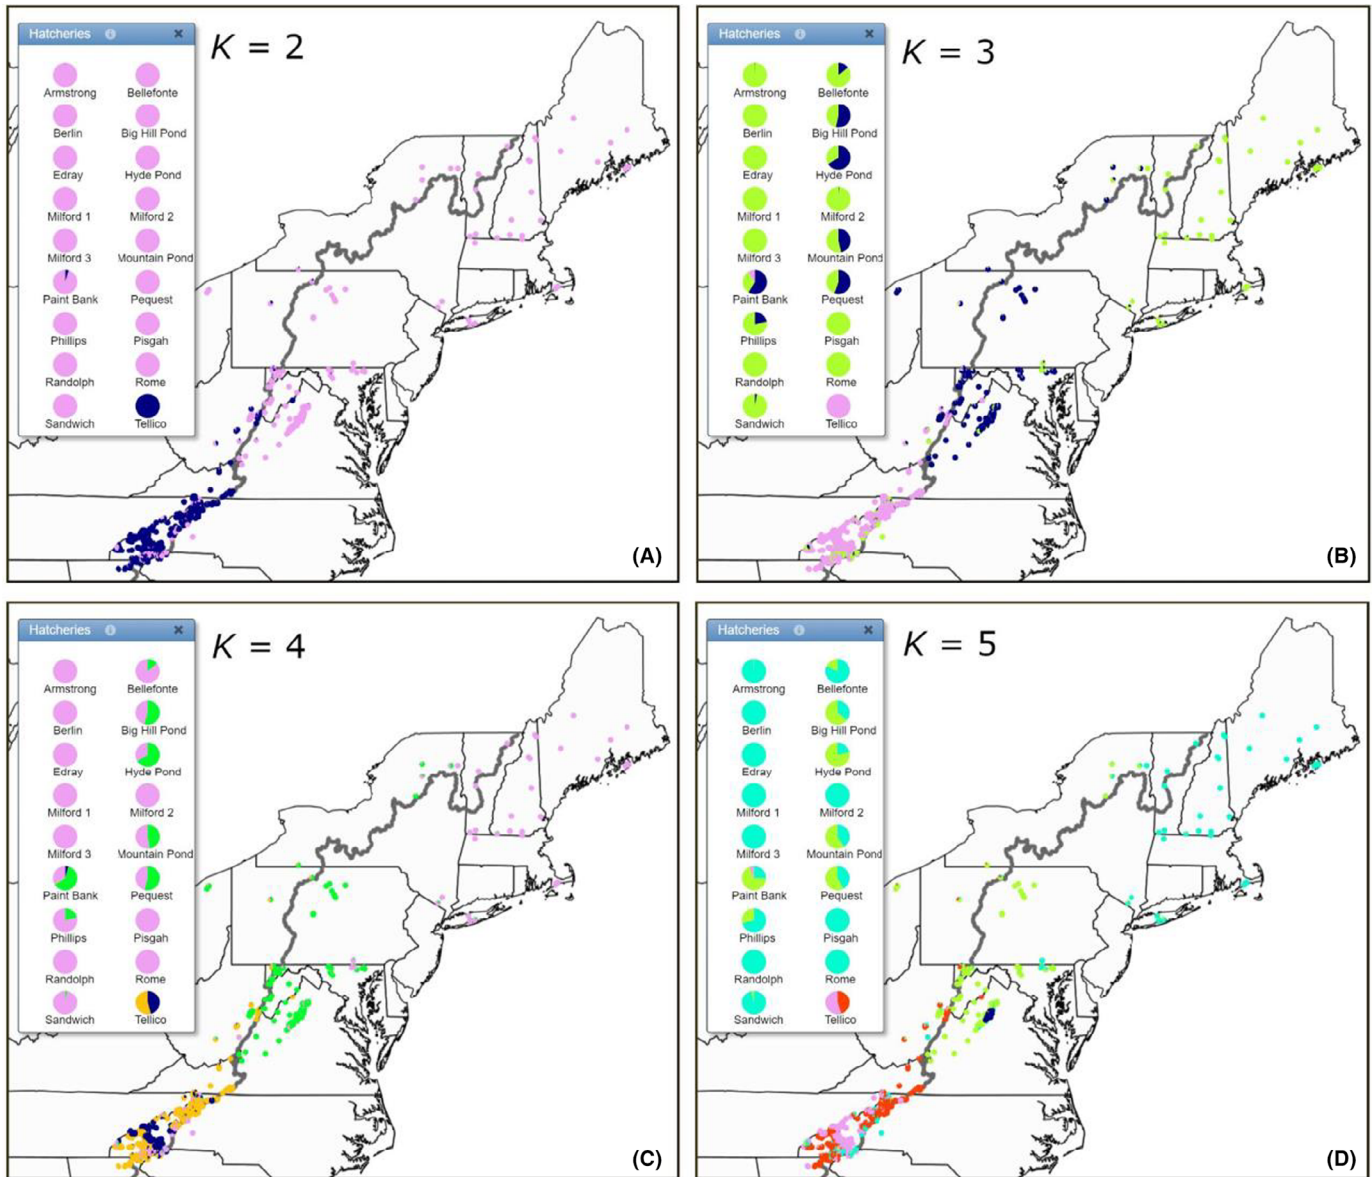 Hatcheries i ×
K = 2
Armstrong Bellefonte
Berlin Big Hill Pond
Edray Hyde Pond
Milford 1 Milford 2
Milford 3 Mountain Pond
Paint Bank Pequest
Phillips Pisgah
Randolph Rome
Sandwich Tellico
(A)
Hatcheries i ×
K = 3
Armstrong Bellefonte
Berlin Big Hill Pond
Edray Hyde Pond
Milford 1 Milford 2
Milford 3 Mountain Pond
Paint Bank Pequest
Phillips Pisgah
Randolph Rome
Sandwich Tellico
(B)
Hatcheries i ×
K = 4
Armstrong Bellefonte
Berlin Big Hill Pond
Edray Hyde Pond
Milford 1 Milford 2
Milford 3 Mountain Pond
Paint Bank Pequest
Phillips Pisgah
Randolph Rome
Sandwich Tellico
(C)
Hatcheries i ×
K = 5
Armstrong Bellefonte
Berlin Big Hill Pond
Edray Hyde Pond
Milford 1 Milford 2
Milford 3 Mountain Pond
Paint Bank Pequest
Phillips Pisgah
Randolph Rome
Sandwich Tellico
(D)